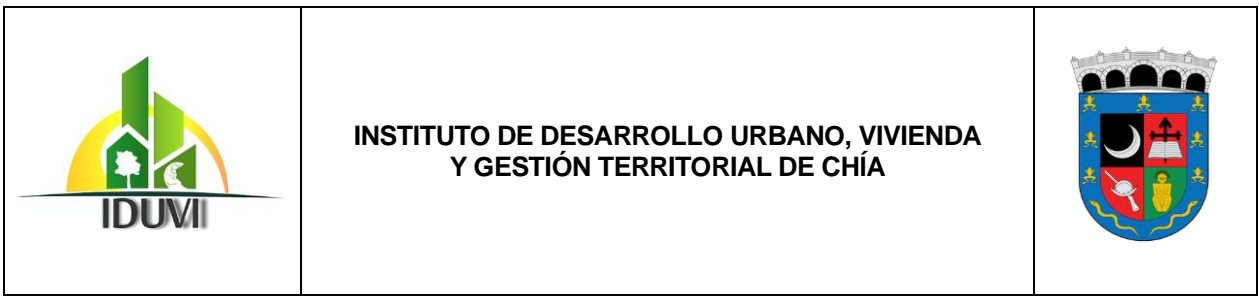 IDUVI
INSTITUTO DE DESARROLLO URBANO, VIVIENDA
Y GESTIÓN TERRITORIAL DE CHÍA